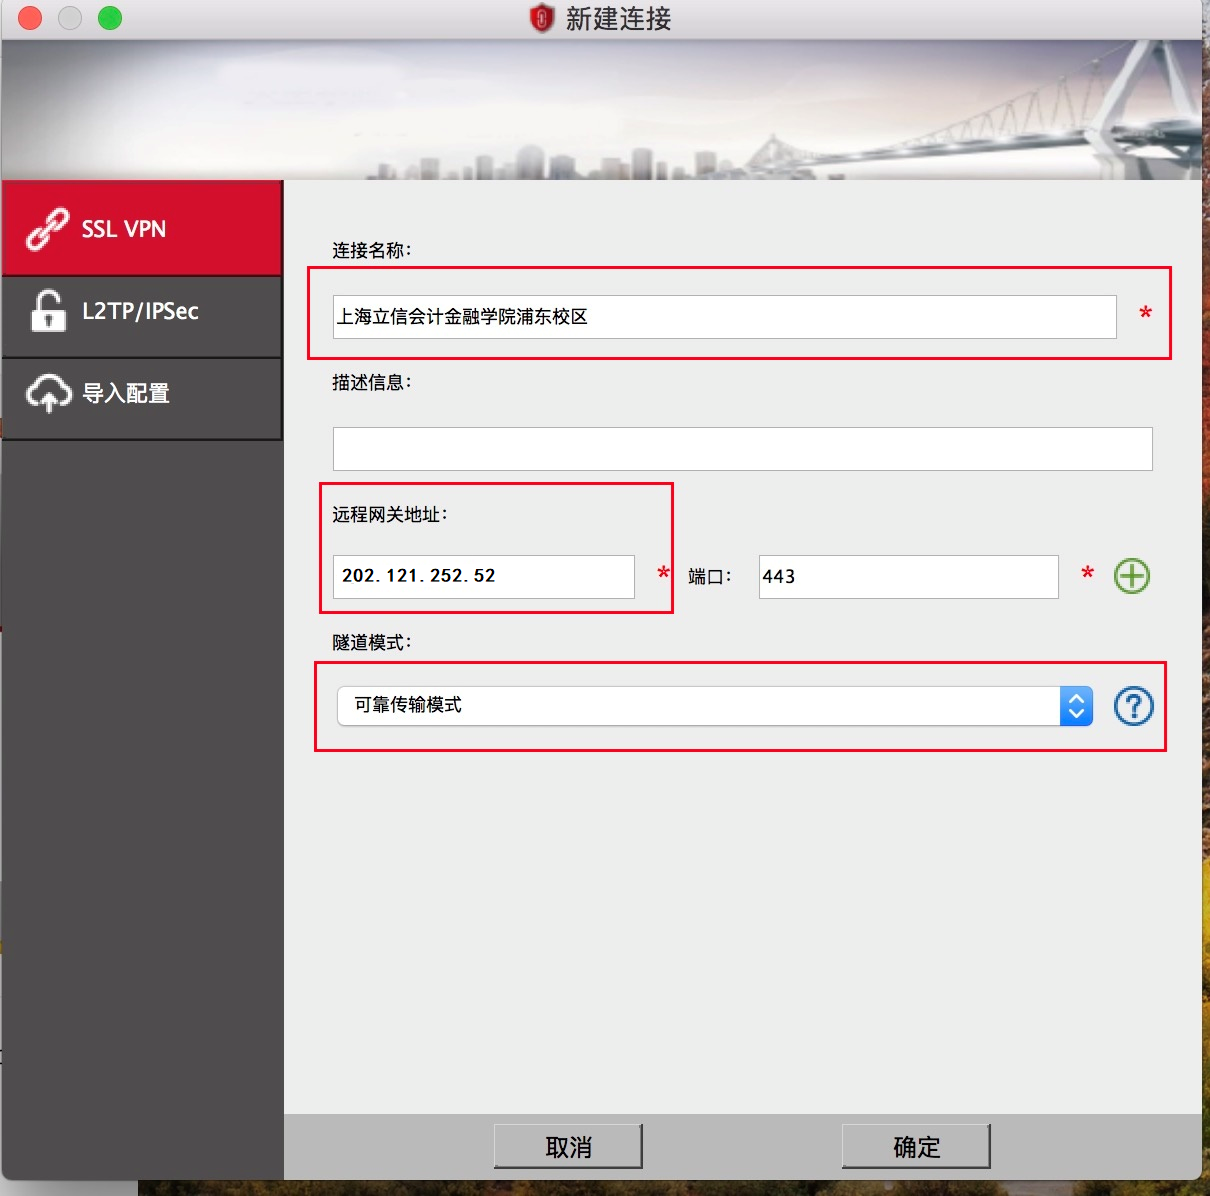 新建连接
SSL VPN
L2TP/IPSec
导入配置
连接名称：
上海立信会计金融学院浦东校区 *
描述信息：
远程网关地址：
202.121.252.52 * 端口： 443 *
隧道模式：
可靠传输模式
取消 确定